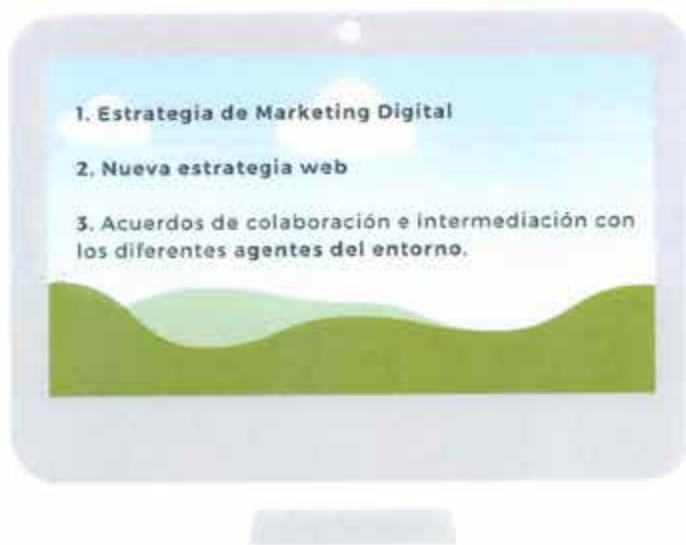 1. Estrategia de Marketing Digital
2. Nueva estrategia web
3. Acuerdos de colaboración e intermediación con
los diferentes agentes del entorno.